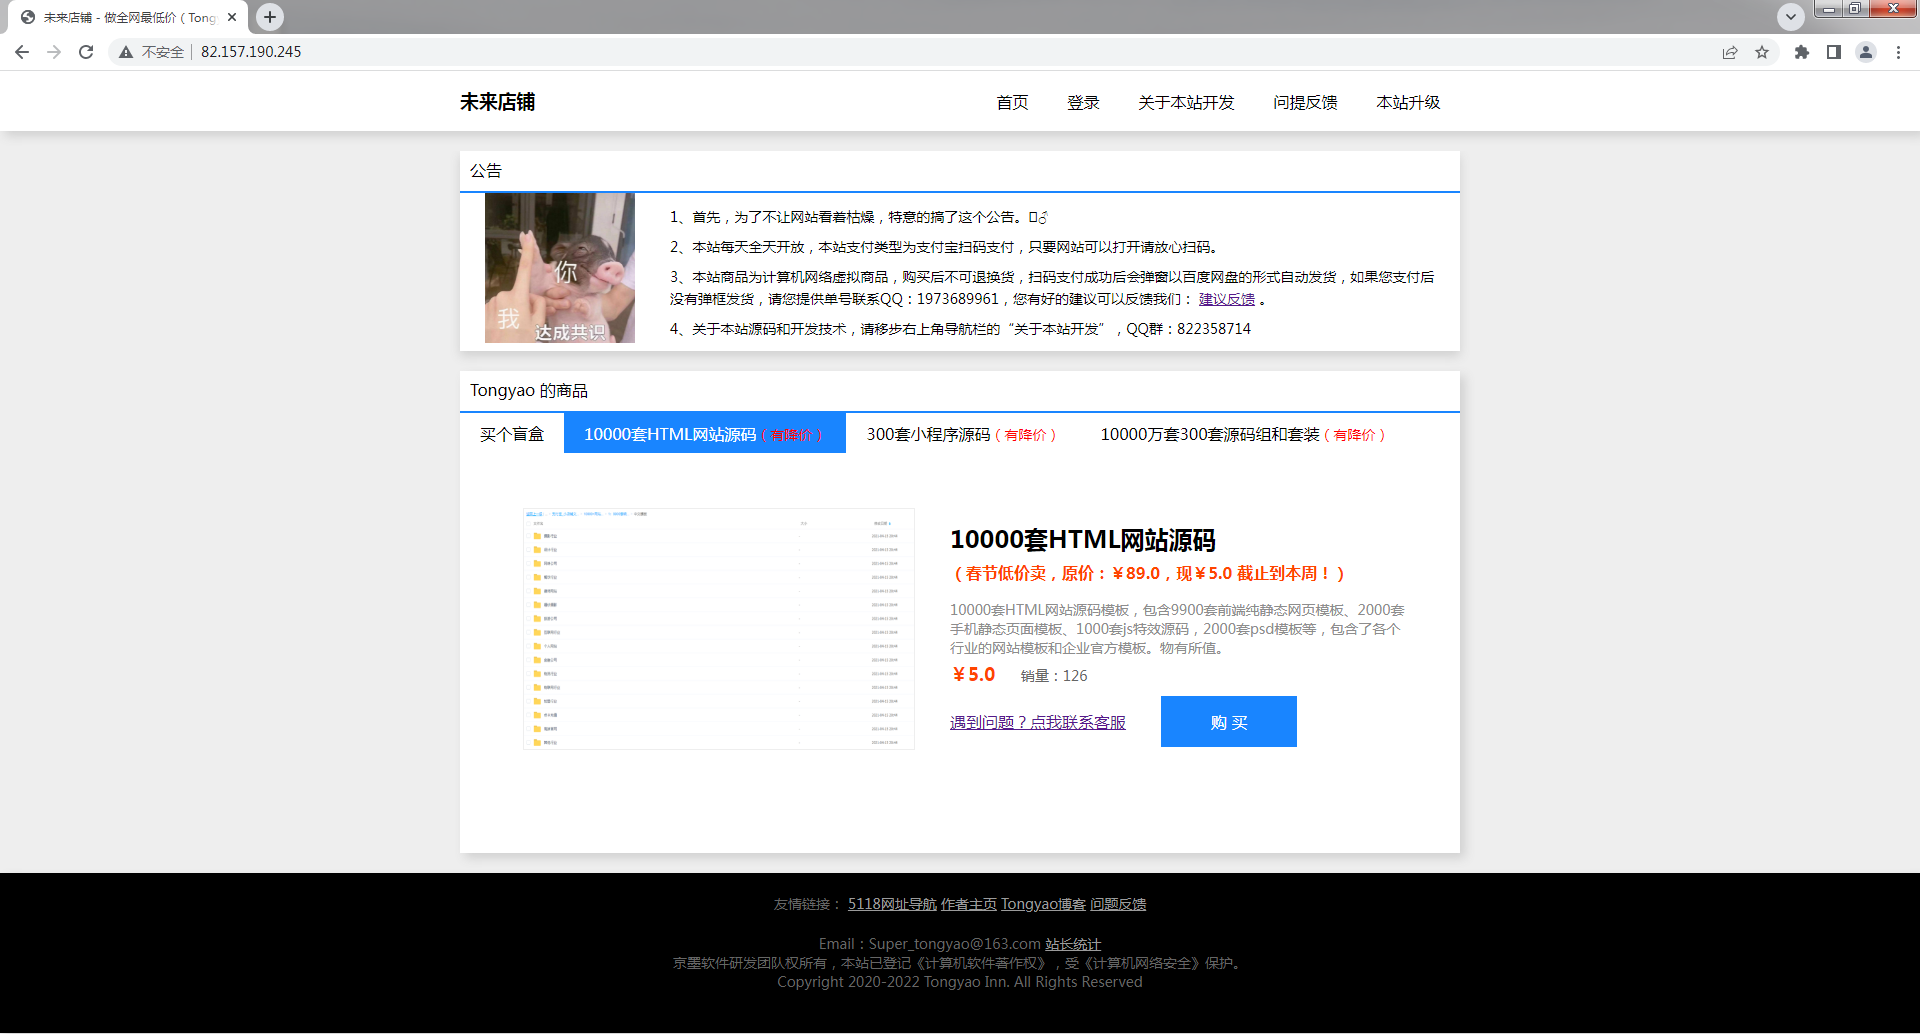 未来店铺 - 做全网最低价 ( Tong
不安全 82.157.190.245
未来店铺 首页 登录 关于本站开发 问提反馈 本站升级
公告
你
我
达成共识
1、首先，为了不让网站看着枯燥，特意的搞了这个公告。
2、本站每天全天开放，本站支付类型为支付宝扫码支付，只要网站可以打开请放心扫码。
3、本站商品为计算机网络虚拟商品，购买后不可退换货，扫码支付成功后会弹窗以百度网盘的形式自动发货，如果您支付后
没有弹框发货，请您提供单号联系QQ：1973689961，您有好的建议可以反馈我们： 建议反馈 。
4、关于本站源码和开发技术，请移步右上角导航栏的“关于本站开发”，QQ群：822358714
Tongyao 的商品
买个盲盒 10000套HTML网站源码（有降价） 300套小程序源码（有降价） 10000万套300套源码组和套装（有降价）
10000套HTML网站源码
（春节低价卖，原价：￥89.0，现￥5.0 截止到本周！）
10000套HTML网站源码模板，包含9900套前端纯静态网页模板、2000套
手机静态页面模板、1000套js特效源码，2000套psd模板等，包含了各个
行业的网站模板和企业官方模板。物有所值。
￥5.0 销量：126
遇到问题？点我联系客服 购 买
友情链接： 5118网址导航 作者主页 Tongyao博客 问题反馈
Email：Super_tongyao@163.com 站长统计
京墨软件研发团队权所有，本站已登记《计算机软件著作权》，受《计算机网络安全》保护。
Copyright 2020-2022 Tongyao Inn. All Rights Reserved